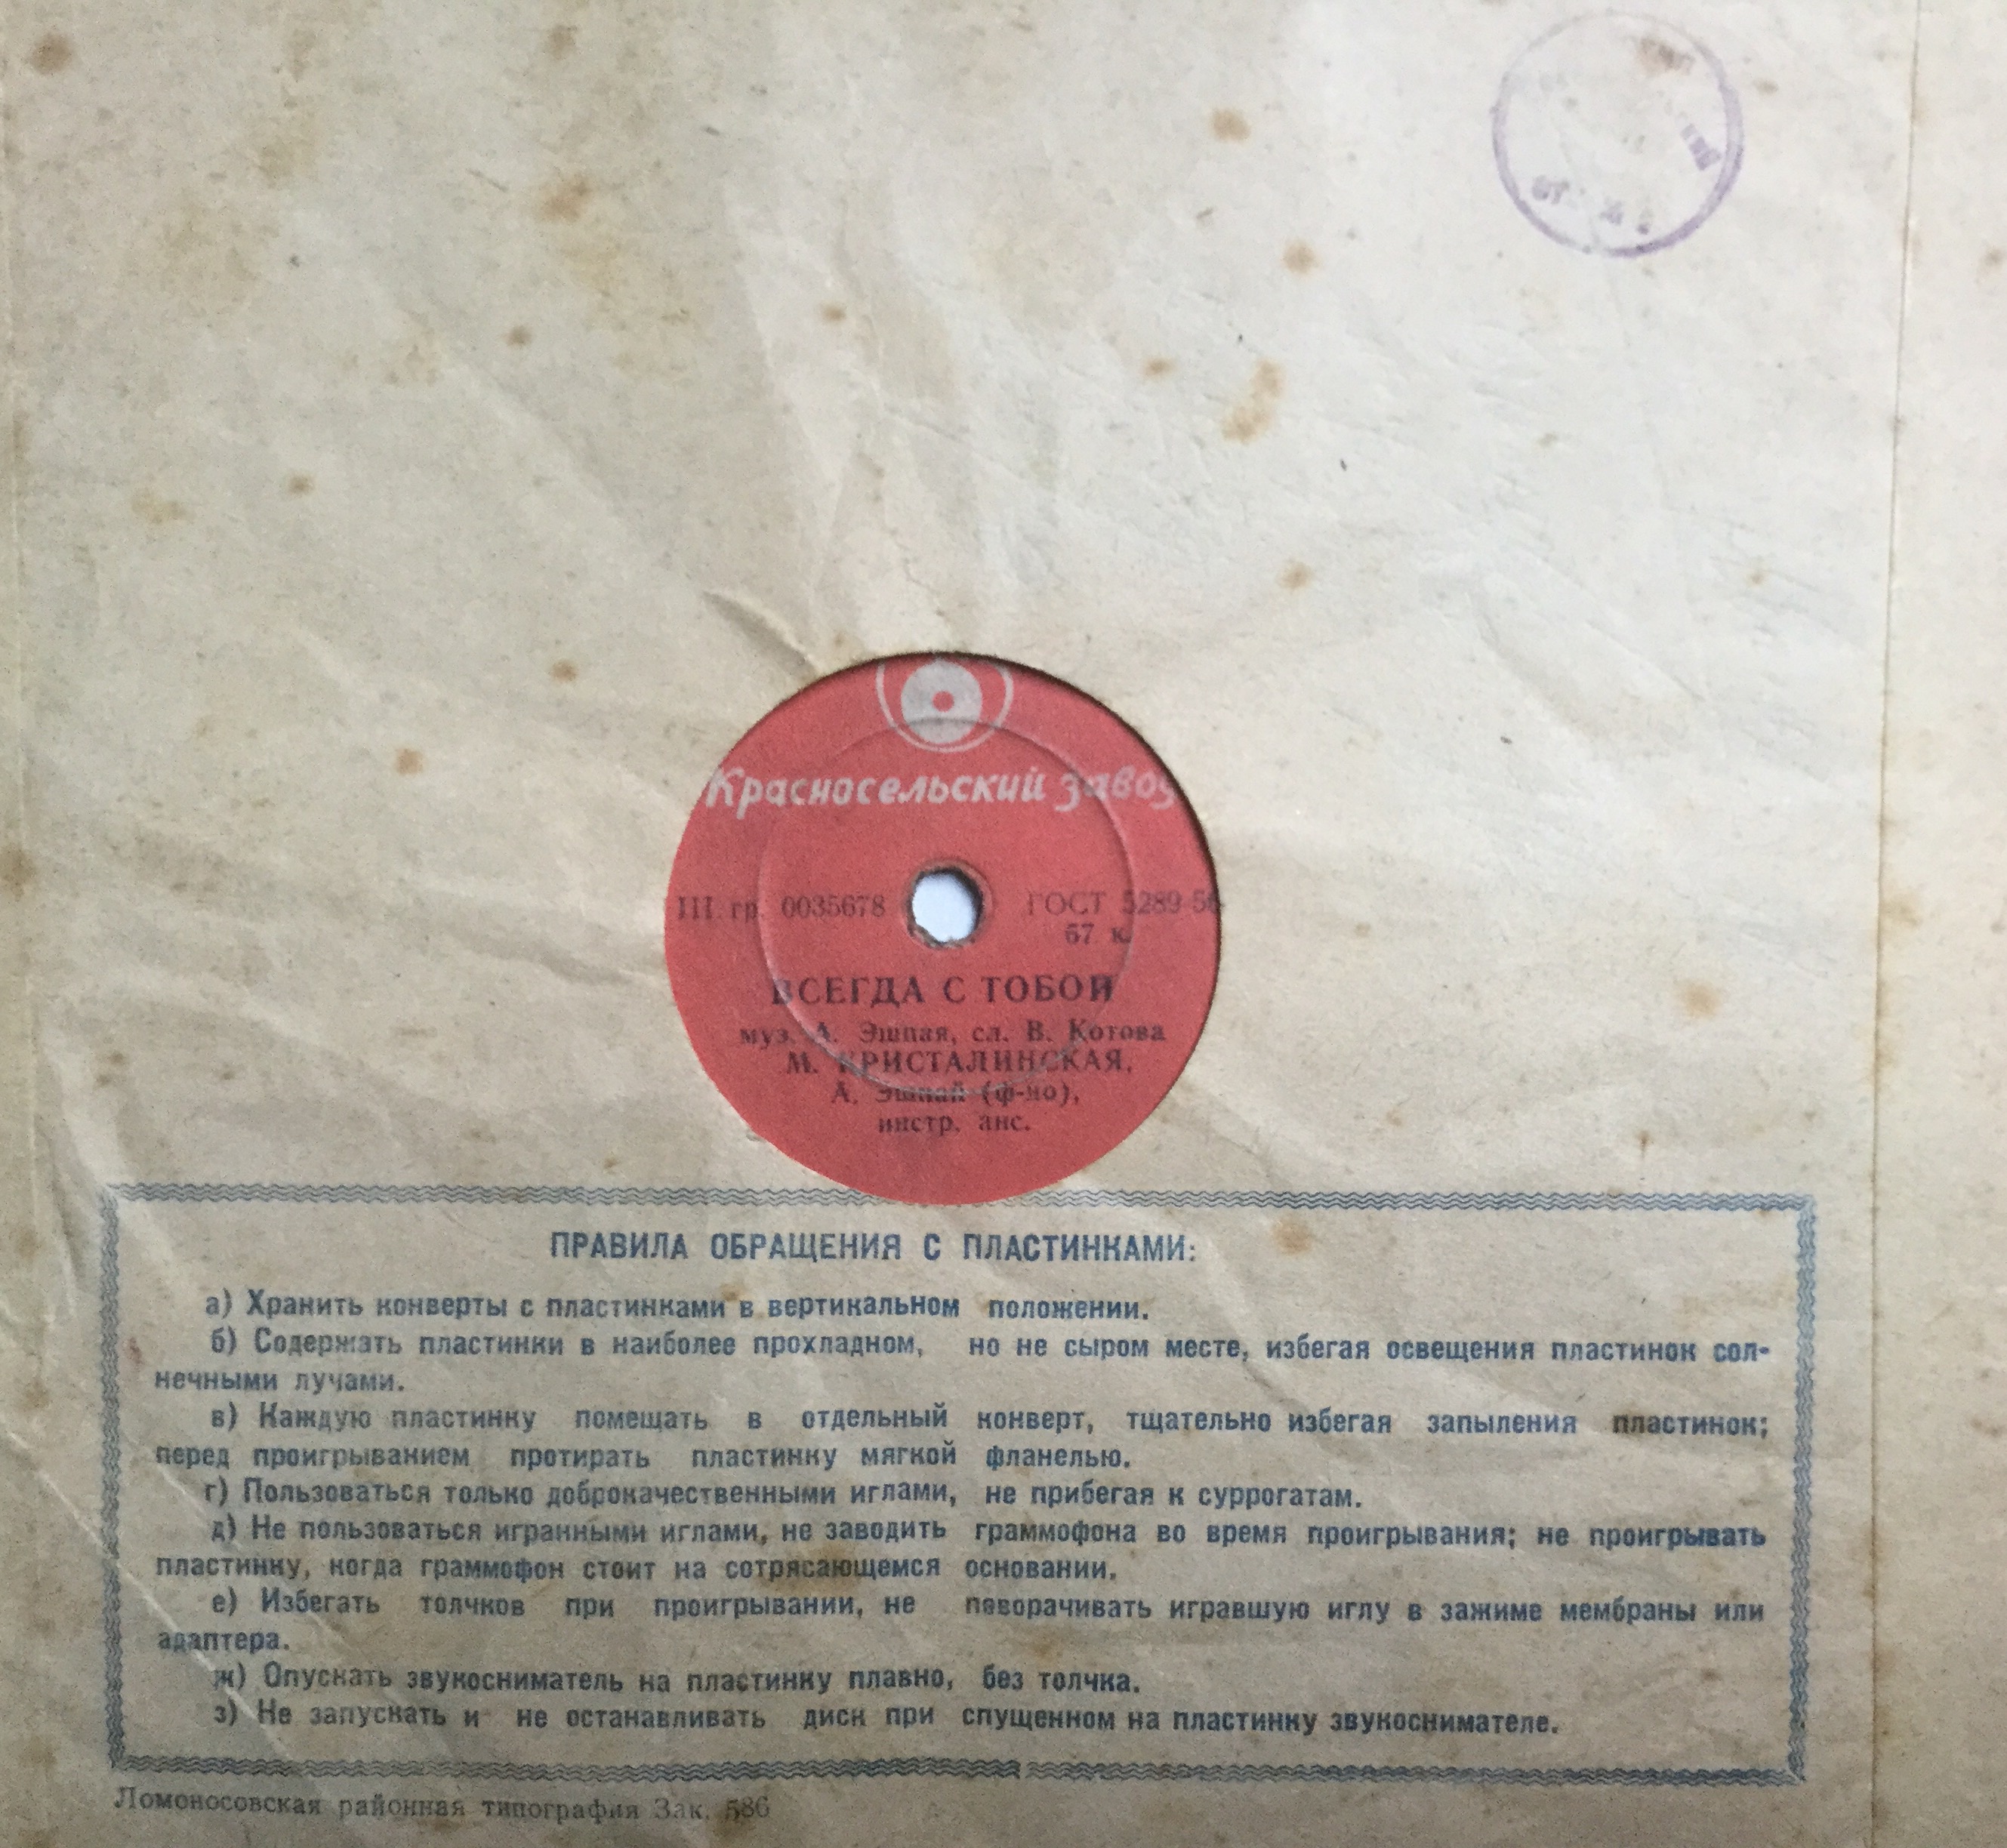 Красносельский завод
III гр. 0035678 ГОСТ 5289-56
67 к.
ВСЕГДА С ТОБОЙ
муз. А. Эшпая, сл. В. Котова
М. КРИСТАЛИНСКАЯ,
А. Эшпай (ф-но),
инстр. анс.
ПРАВИЛА ОБРАЩЕНИЯ С ПЛАСТИНКАМИ:
а) Хранить конверты с пластинками в вертикальном положении.
б) Содержать пластинки в наиболее прохладном, но не сыром месте, избегая освещения пластинок сол-
нечными лучами.
в) Каждую пластинку помещать в отдельный конверт, тщательно избегая запыления пластинок;
перед проигрыванием протирать пластинку мягкой фланелью.
г) Пользоваться только доброкачественными иглами, не прибегая к суррогатам.
д) Не пользоваться игранными иглами, не заводить граммофона во время проигрывания; не проигрывать
пластинку, когда граммофон стоит на сотрясающемся основании.
е) Избегать толчков при проигрывании, не поворачивать игравшую иглу в зажиме мембраны или
адаптера.
ж) Опускать звукосниматель на пластинку плавно, без толчка.
з) Не запускать и не останавливать диск при спущенном на пластинку звукоснимателе.
Ломоносовская районная типография Зак. 586